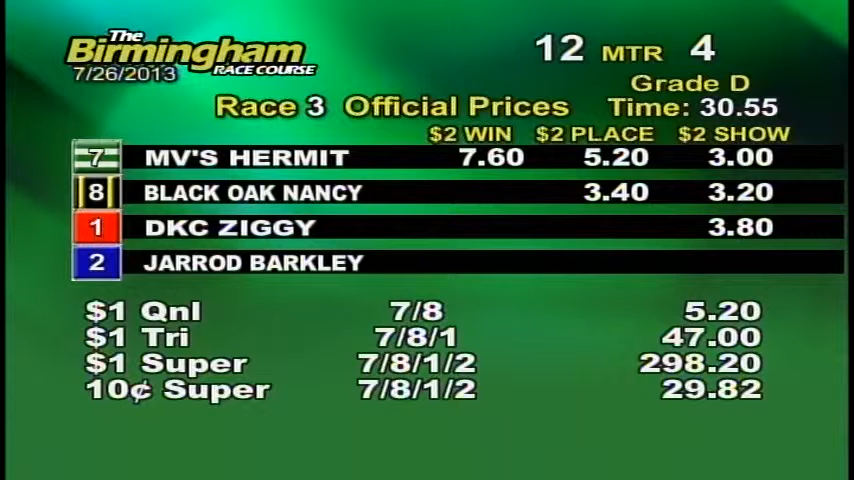 The
Birmingham
RACE COURSE
7/26/2013
12 MTR 4
Grade D
Race 3 Official Prices Time: 30.55
$2 WIN $2 PLACE $2 SHOW
7 MV'S HERMIT 7.60 5.20 3.00
8 BLACK OAK NANCY 3.40 3.20
1 DKC ZIGGY 3.80
2 JARROD BARKLEY
$1 Qnl 7/8 5.20
$1 Tri 7/8/1 47.00
$1 Super 7/8/1/2 298.20
10¢ Super 7/8/1/2 29.82